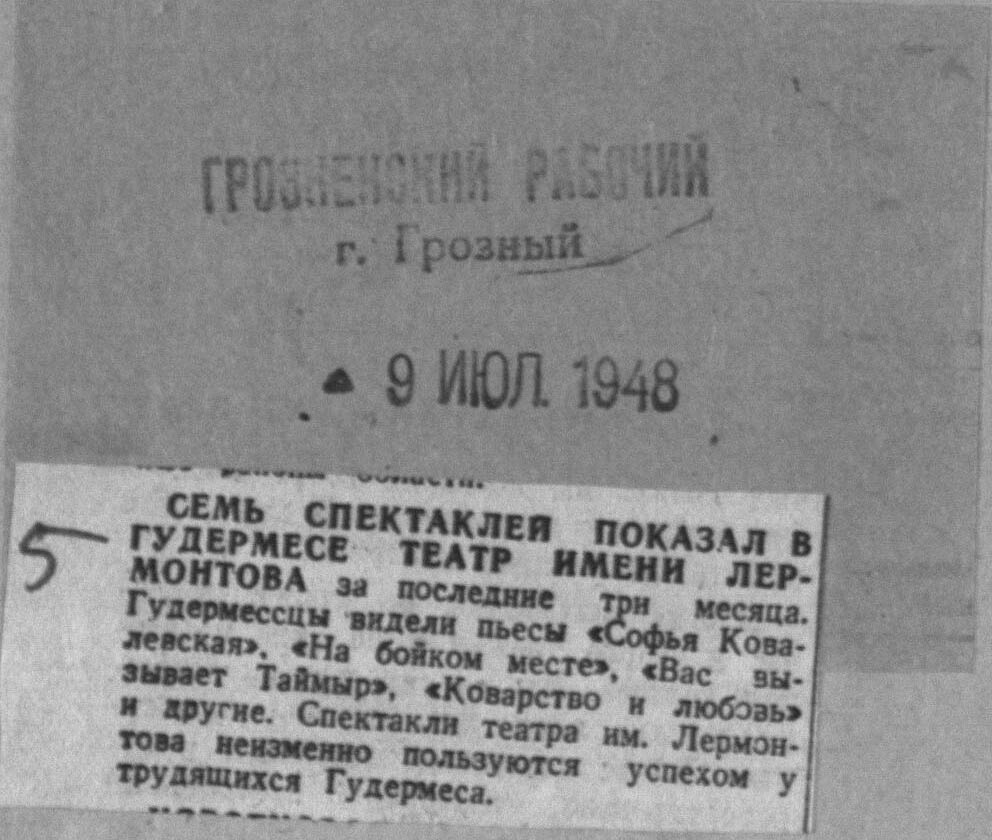 ГРОЗНЕНСКИЙ РАБОЧИЙ
г. Грозный
9 ИЮЛ. 1948
области.
5
СЕМЬ СПЕКТАКЛЕЙ ПОКАЗАЛ В
ГУДЕРМЕСЕ ТЕАТР ИМЕНИ ЛЕР-
МОНТОВА за последние три месяца.
Гудермессцы видели пьесы «Софья Кова-
левская», «На бойком месте», «Вас вы-
зывает Таймыр», «Коварство и любовь»
и другие. Спектакли театра им. Лермон-
това неизменно пользуются успехом у
трудящихся Гудермеса.